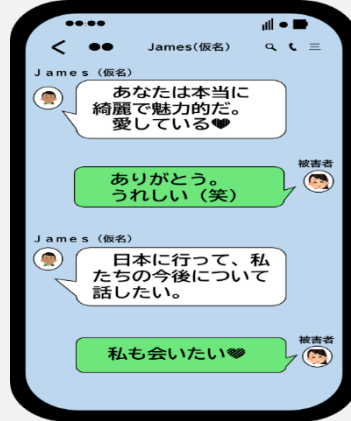 James(仮名)
James (仮名)
あなたは本当に
綺麗で魅力的だ。
愛している♥
被害者
ありがとう。
うれしい（笑）
James (仮名)
日本に行って、私
たちの今後について
話したい。
被害者
私も会いたい♥